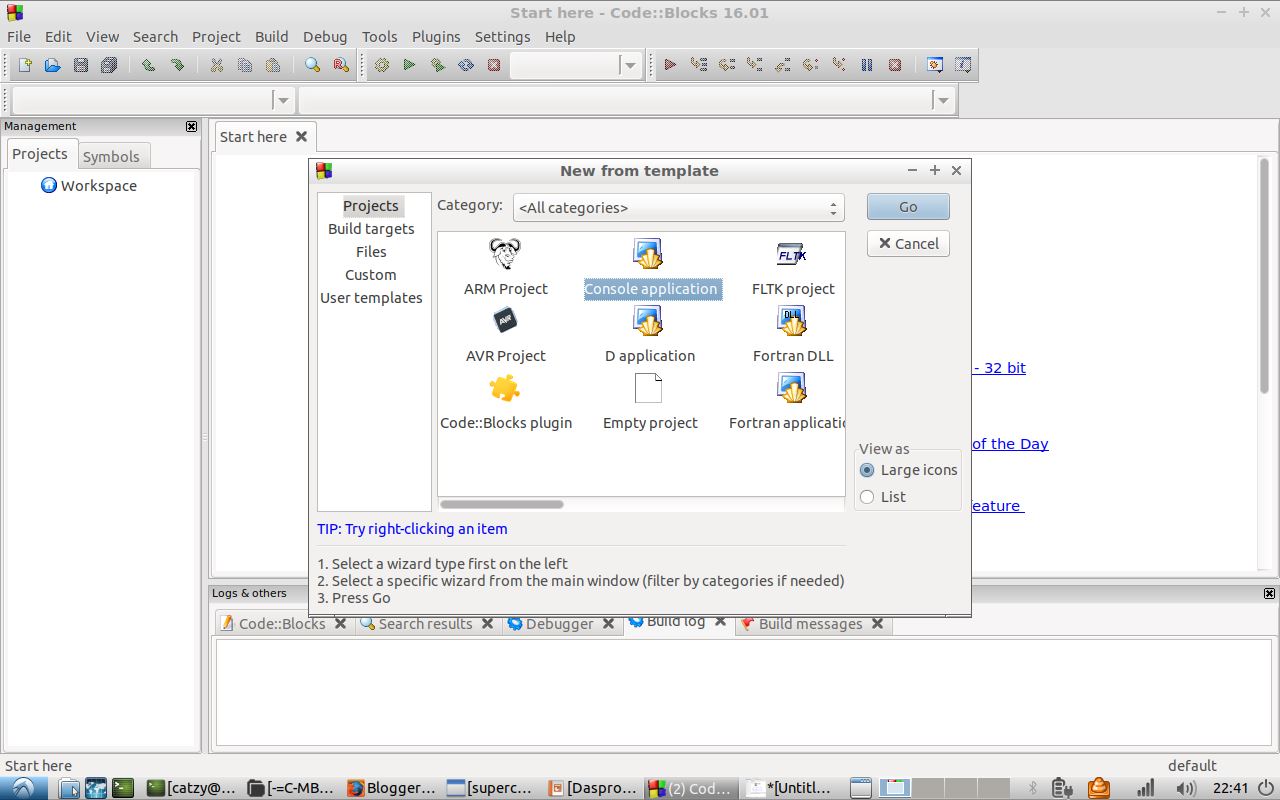 Start here - Code::Blocks 16.01
File Edit View Search Project Build Debug Tools Plugins Settings Help
Management
Projects Symbols
Workspace
Start here
New from template
Projects
Build targets
Files
Custom
User templates
Category: <All categories>
Go
Cancel
ARM Project Console application FLTK project
AVR
FLTK
DLL
AVR Project D application Fortran DLL
Code::Blocks plugin Empty project Fortran applicatio
View as
Large icons
List
TIP: Try right-clicking an item
1. Select a wizard type first on the left
2. Select a specific wizard from the main window (filter by categories if needed)
3. Press Go
- 32 bit
of the Day
eature
Logs & others
Code::Blocks Search results Debugger Build log Build messages
Start here default
[catzy@... [-=C-MB... Blogger... [superc... [Daspro... (2) Cod... *[Untitl... 22:41